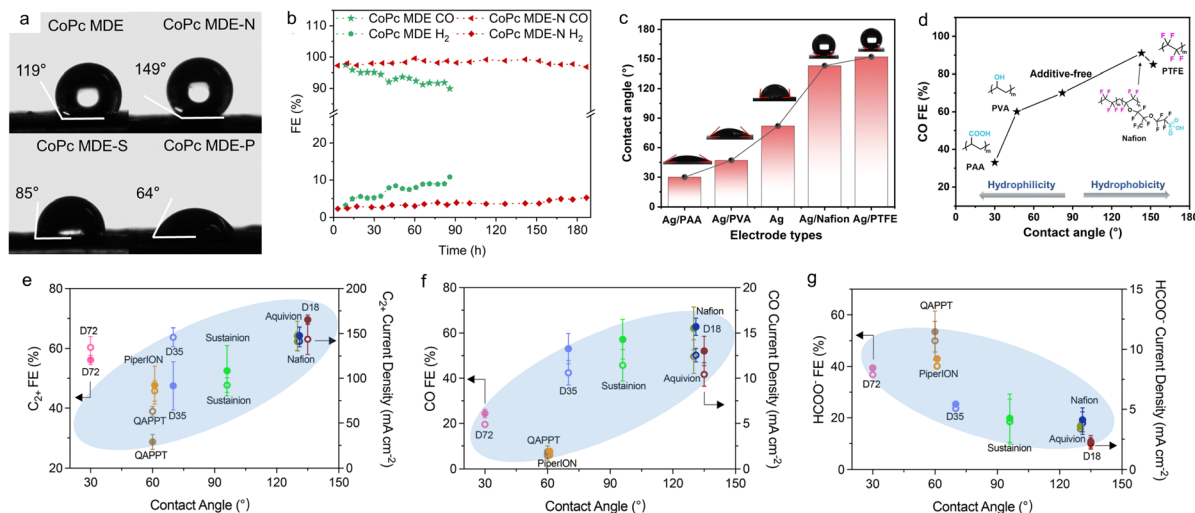 a
CoPc MDE
CoPc MDE-N
119°
149°
CoPc MDE-S
CoPc MDE-P
85°
64°
b
CoPc MDE CO
CoPc MDE-N CO
CoPc MDE H2
CoPc MDE-N H2
FE (%)
100
90
20
10
0
0 30 60 90 120 150 180
Time (h)
c
Contact angle (°)
180
150
120
90
60
30
0
Ag/PAA Ag/PVA Ag Ag/Nafion Ag/PTFE
Electrode types
d
CO FE (%)
100
80
60
40
20
COOH
m
PAA
OH
m
PVA
Additive-free
Nafion
PTFE
Hydrophilicity
Hydrophobicity
0 30 60 90 120 150 180
Contact angle (°)
e
C2+ FE (%)
80
60
40
20
D72
D72
PiperION
QAPPT
QAPPT
D35
D35
Sustainion
Sustainion
Aquivion
D18
Nafion
200
150
100
50
0
C2+ Current Density (mA cm-2)
30 60 90 120 150
Contact Angle (°)
f
CO FE (%)
80
60
40
20
0
D72
QAPPT
PiperION
D35
Sustainion
Nafion
D18
Aquivion
20
15
10
5
0
CO Current Density (mA cm-2)
30 60 90 120 150
Contact Angle (°)
g
HCOO- FE (%)
80
60
40
20
0
D72
QAPPT
PiperION
D35
Sustainion
Nafion
Aquivion
D18
15
10
5
0
HCOO- Current Density (mA cm-2)
30 60 90 120 150
Contact Angle (°)